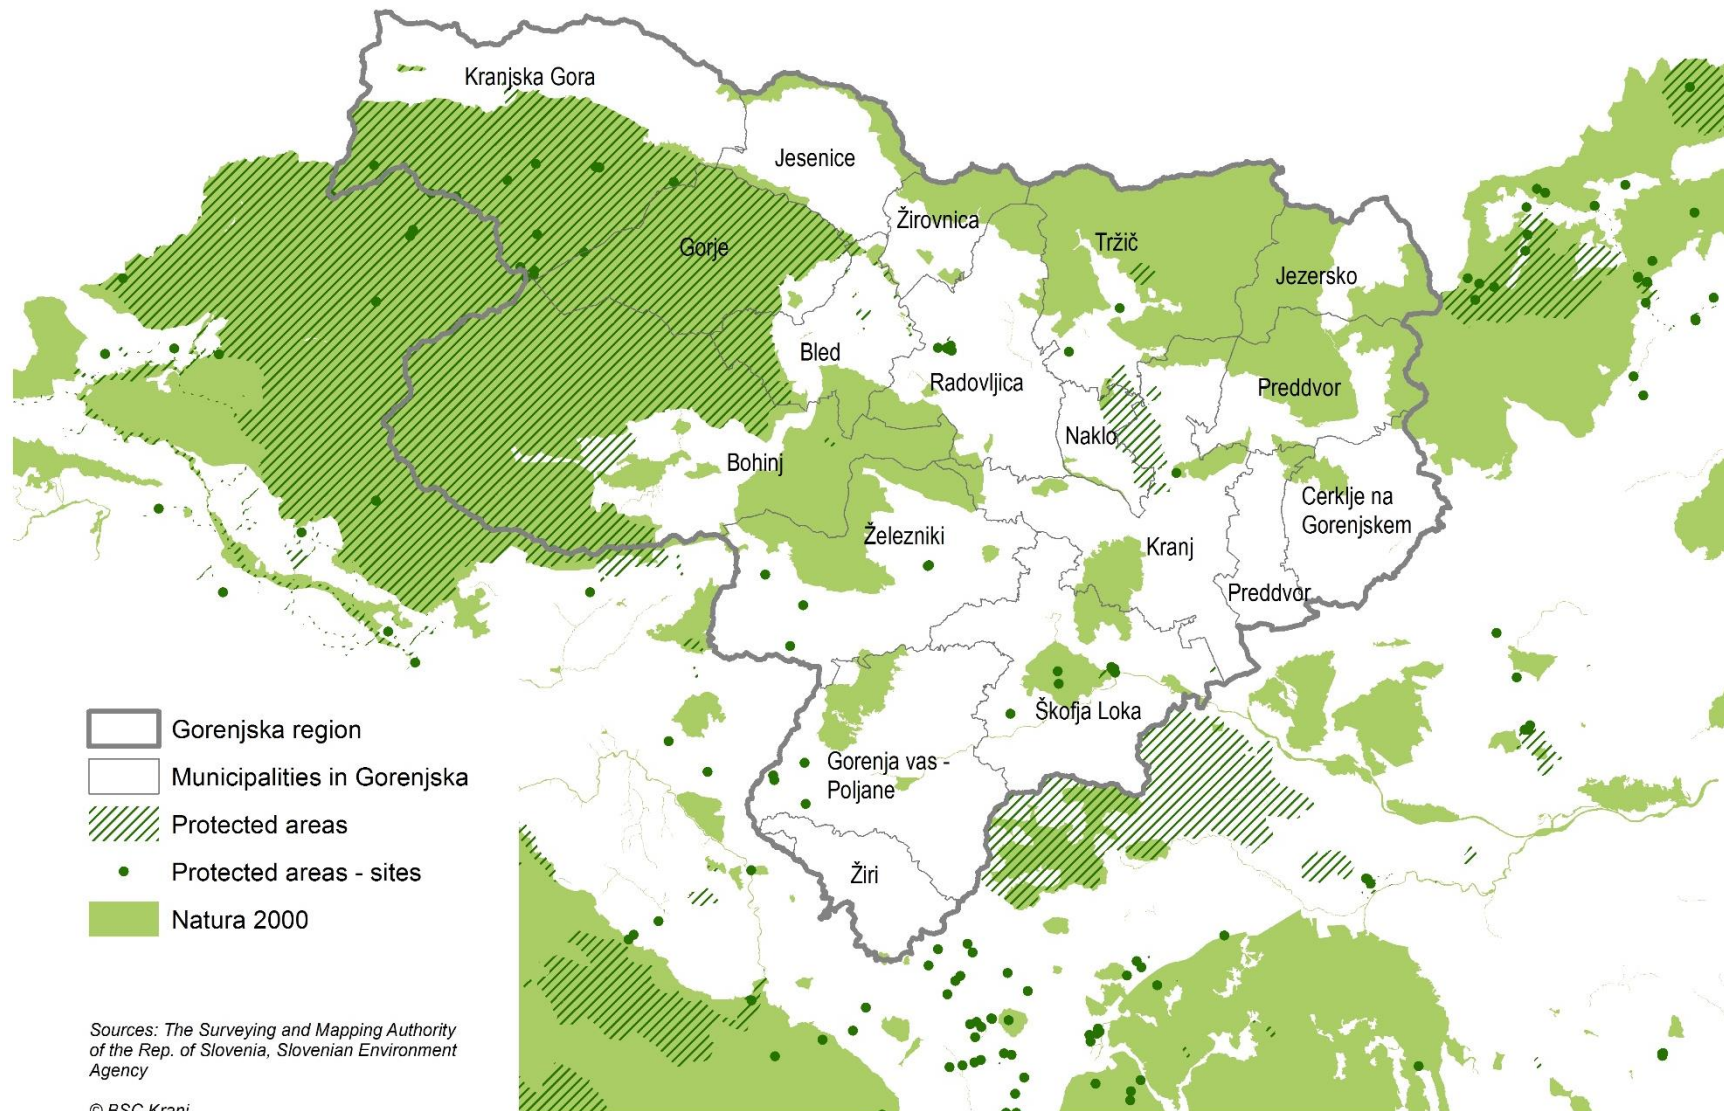 Kranjska Gora
Jesenice
Žirovnica
Gorje
Tržič
Jezersko
Bled
Radovljica
Preddvor
Naklo
Bohinj
Cerklje na
Gorenjskem
Železniki
Kranj
Preddvor
Škofja Loka
Gorenja vas -
Poljane
Žiri
Gorenjska region
Municipalities in Gorenjska
Protected areas
Protected areas - sites
Natura 2000
Sources: The Surveying and Mapping Authority
of the Rep. of Slovenia, Slovenian Environment
Agency
© BSC Kranj